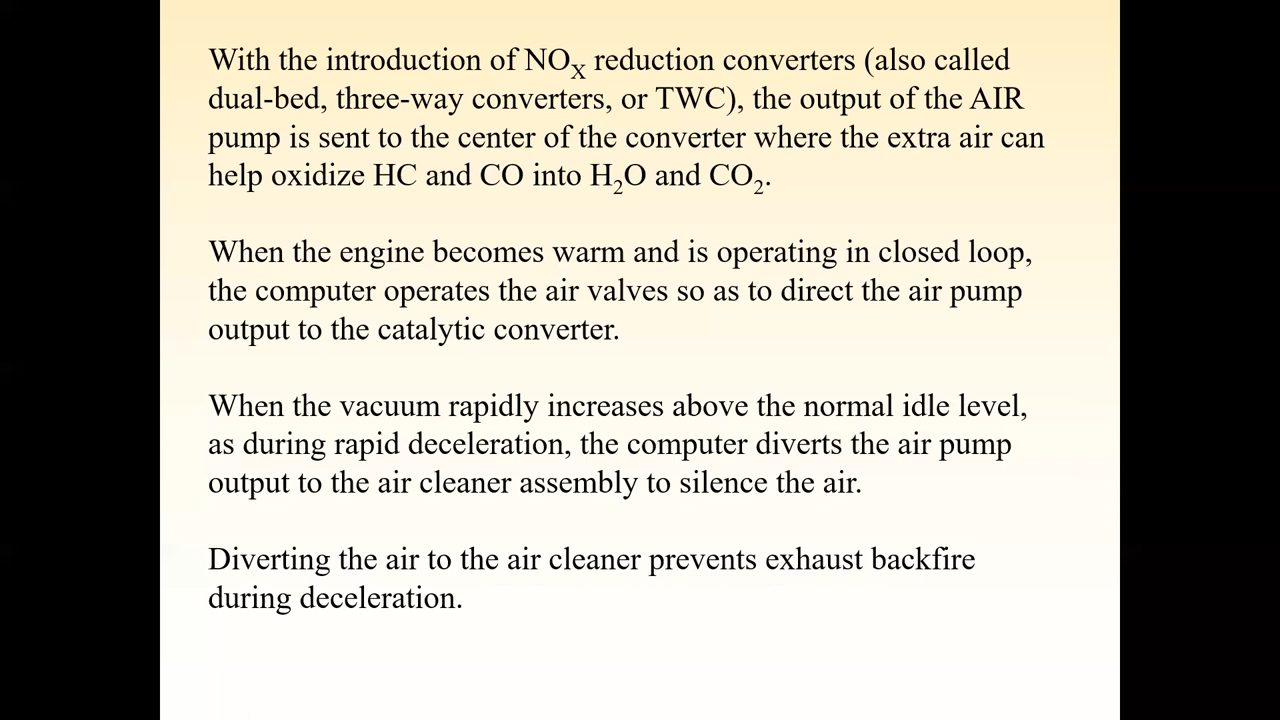 With the introduction of NOX reduction converters (also called
dual-bed, three-way converters, or TWC), the output of the AIR
pump is sent to the center of the converter where the extra air can
help oxidize HC and CO into H2O and CO2.
When the engine becomes warm and is operating in closed loop,
the computer operates the air valves so as to direct the air pump
output to the catalytic converter.
When the vacuum rapidly increases above the normal idle level,
as during rapid deceleration, the computer diverts the air pump
output to the air cleaner assembly to silence the air.
Diverting the air to the air cleaner prevents exhaust backfire
during deceleration.